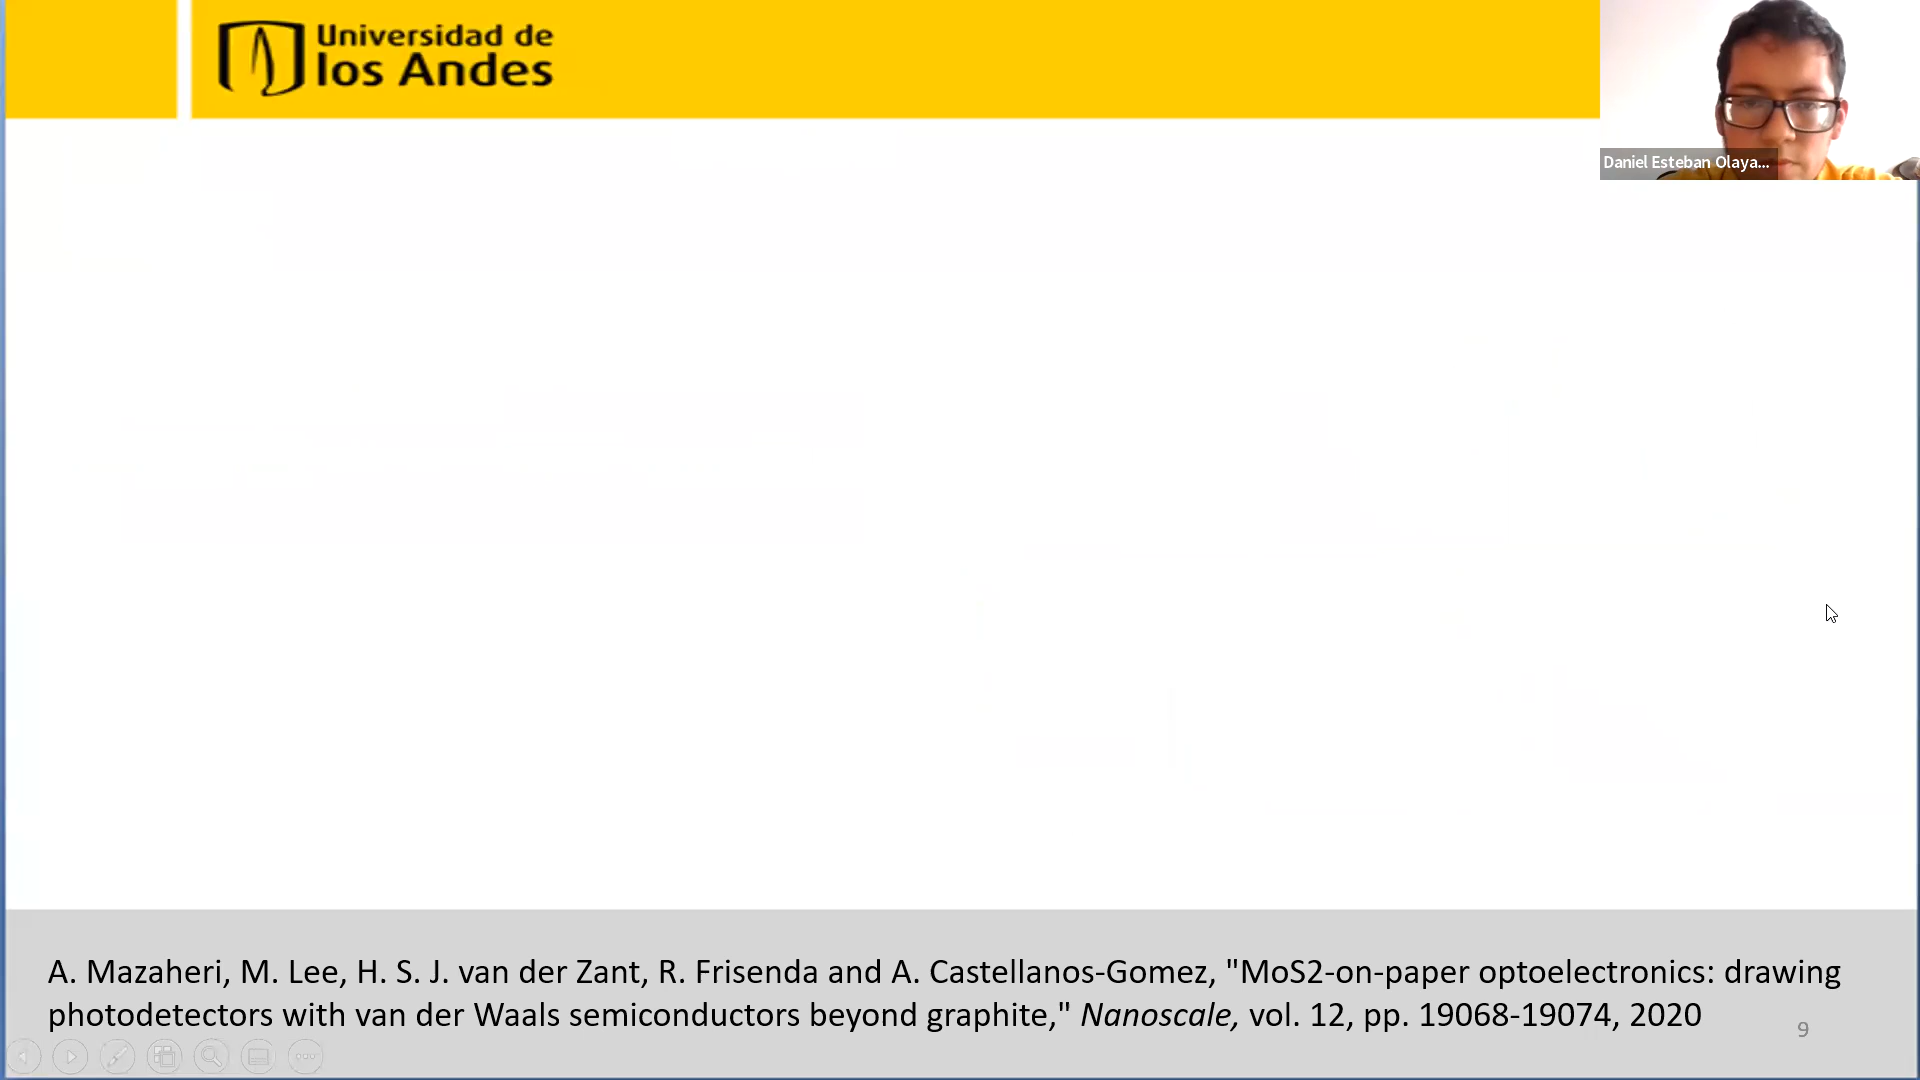 Universidad de
los Andes
Daniel Esteban Olaya...
A. Mazaheri, M. Lee, H. S. J. van der Zant, R. Frisenda and A. Castellanos-Gomez, "MoS2-on-paper optoelectronics: drawing
photodetectors with van der Waals semiconductors beyond graphite," Nanoscale, vol. 12, pp. 19068-19074, 2020
9